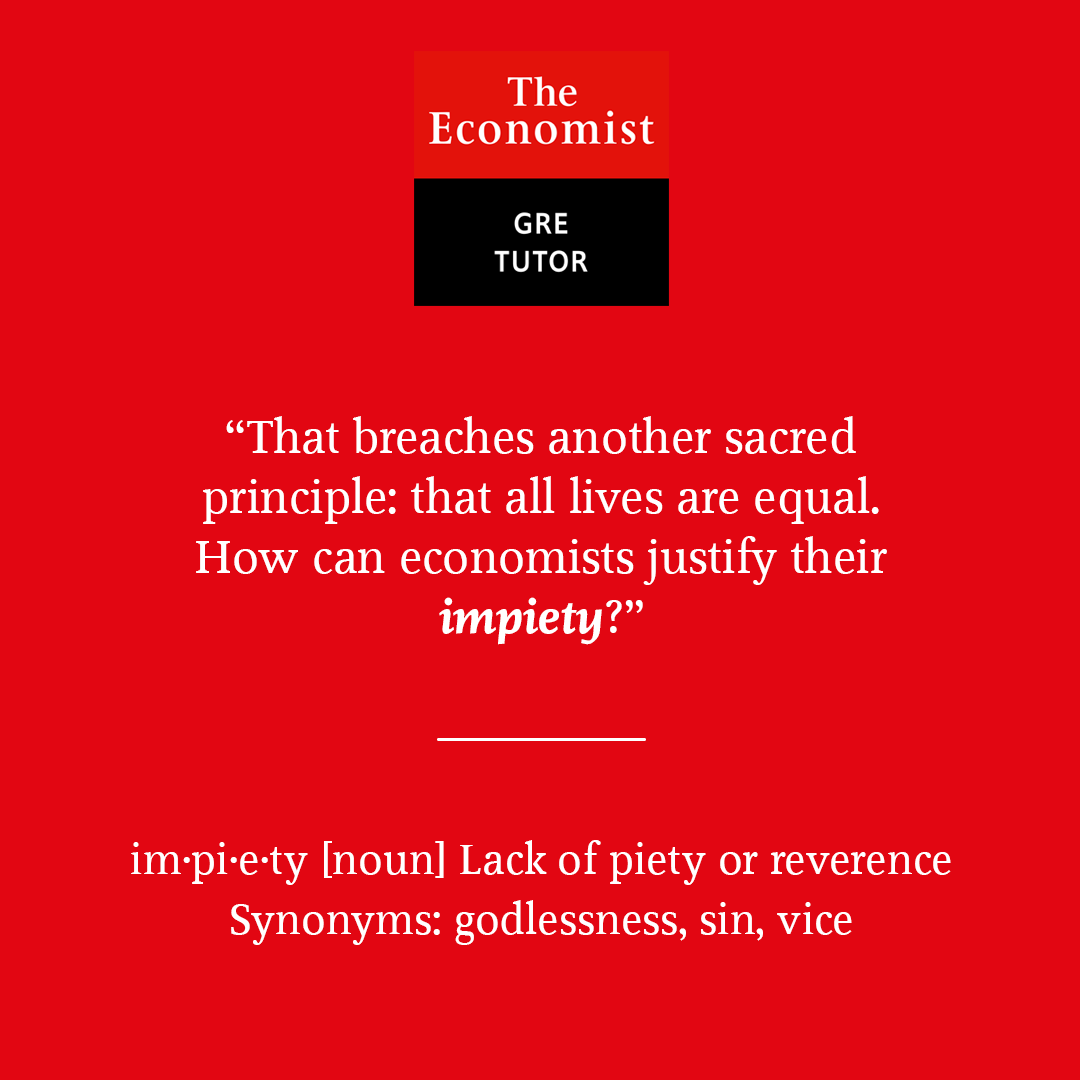 The
Economist
GRE
TUTOR
“That breaches another sacred
principle: that all lives are equal.
How can economists justify their
impiety?”
im·pi·e·ty [noun] Lack of piety or reverence
Synonyms: godlessness, sin, vice